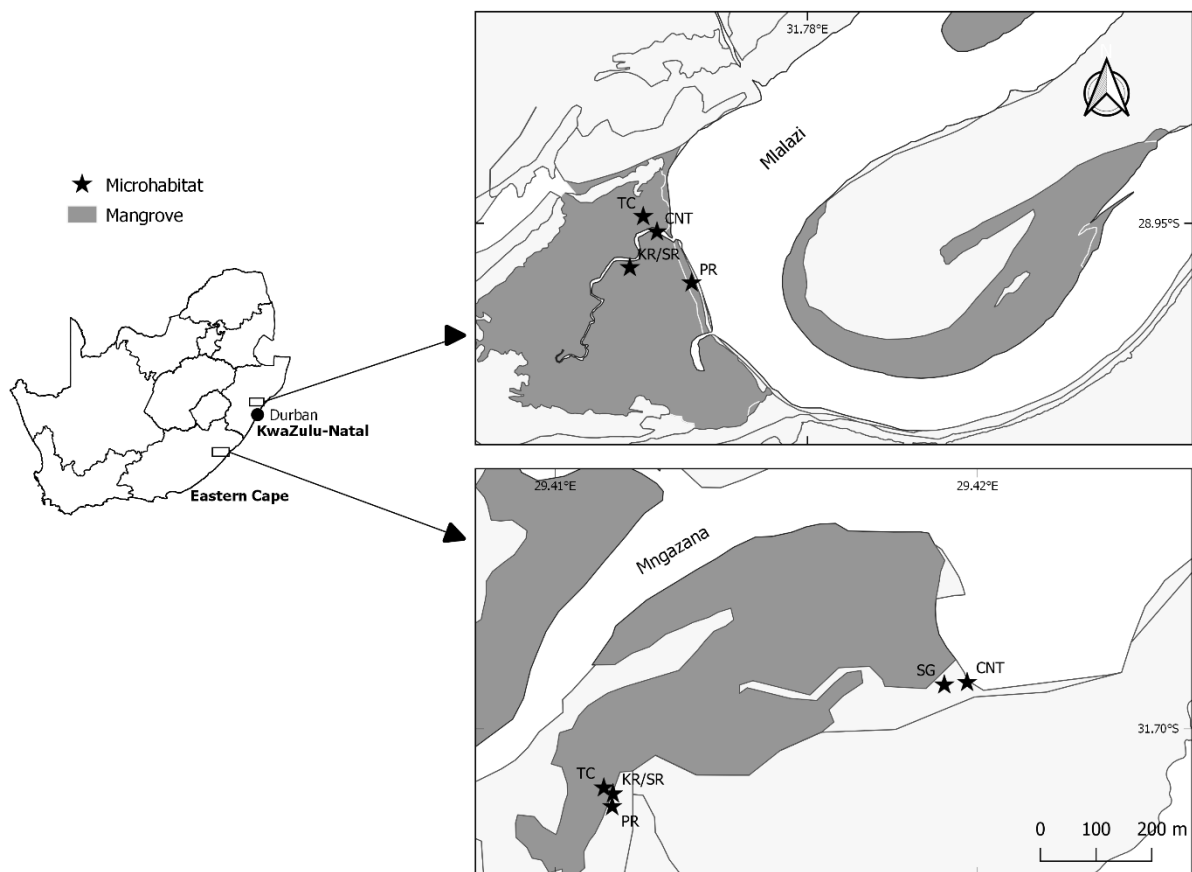 Microhabitat
Mangrove
Durban
KwaZulu-Natal
Eastern Cape
31.78°E
Mlalazi
28.95°S
TC
CNT
KR/SR
PR
29.41°E
29.42°E
Mngazana
SG
CNT
31.70°S
TC
KR/SR
PR
0 100 200 m